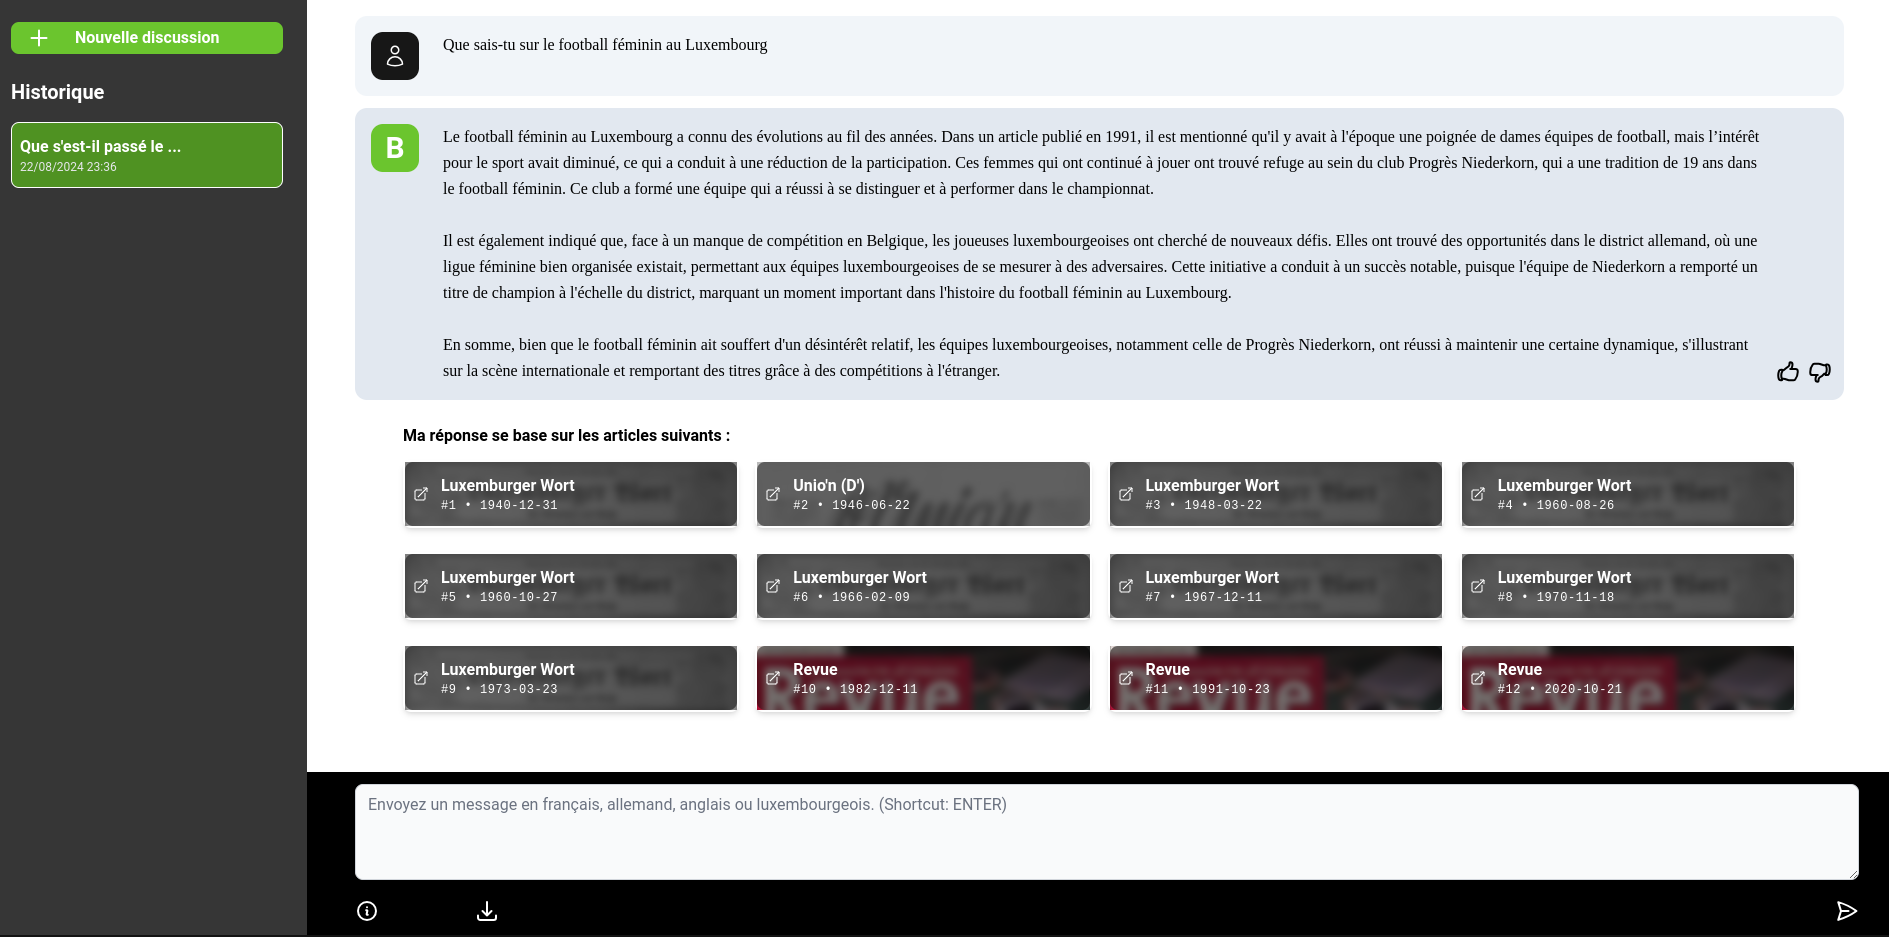 Nouvelle discussion
Historique
Que s'est-il passé le ...
22/08/2024 23:36
Que sais-tu sur le football féminin au Luxembourg
B
Le football féminin au Luxembourg a connu des évolutions au fil des années. Dans un article publié en 1991, il est mentionné qu'il y avait à l'époque une poignée de dames équipes de football, mais l’intérêt
pour le sport avait diminué, ce qui a conduit à une réduction de la participation. Ces femmes qui ont continué à jouer ont trouvé refuge au sein du club Progrès Niederkorn, qui a une tradition de 19 ans dans
le football féminin. Ce club a formé une équipe qui a réussi à se distinguer et à performer dans le championnat.
Il est également indiqué que, face à un manque de compétition en Belgique, les joueuses luxembourgeoises ont cherché de nouveaux défis. Elles ont trouvé des opportunités dans le district allemand, où une
ligue féminine bien organisée existait, permettant aux équipes luxembourgeoises de se mesurer à des adversaires. Cette initiative a conduit à un succès notable, puisque l'équipe de Niederkorn a remporté un
titre de champion à l'échelle du district, marquant un moment important dans l'histoire du football féminin au Luxembourg.
En somme, bien que le football féminin ait souffert d'un désintérêt relatif, les équipes luxembourgeoises, notamment celle de Progrès Niederkorn, ont réussi à maintenir une certaine dynamique, s'illustrant
sur la scène internationale et remportant des titres grâce à des compétitions à l'étranger.
Ma réponse se base sur les articles suivants :
Luxemburger Wort
#1 • 1940-12-31
Unio'n (D')
#2 • 1946-06-22
Luxemburger Wort
#3 • 1948-03-22
Luxemburger Wort
#4 • 1960-08-26
Luxemburger Wort
#5 • 1960-10-27
Luxemburger Wort
#6 • 1966-02-09
Luxemburger Wort
#7 • 1967-12-11
Luxemburger Wort
#8 • 1970-11-18
Luxemburger Wort
#9 • 1973-03-23
Revue
#10 • 1982-12-11
Revue
#11 • 1991-10-23
Revue
#12 • 2020-10-21
Envoyez un message en français, allemand, anglais ou luxembourgeois. (Shortcut: ENTER)